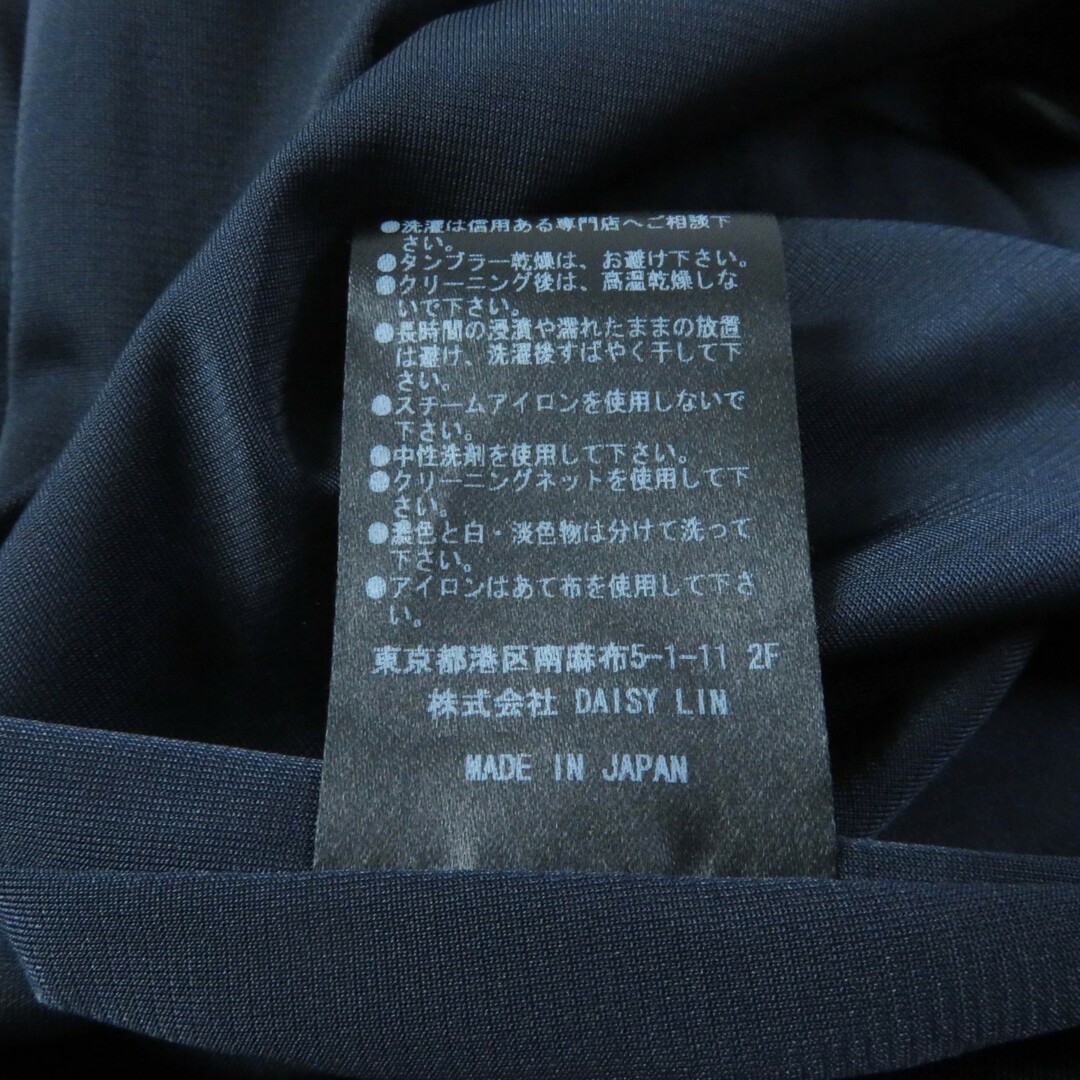 ●洗濯は信用ある専門店へご相談下
さい。
●タンブラー乾燥は、お避け下さい。
●クリーニング後は、高温乾燥しな
いで下さい。
●長時間の浸漬や濡れたままの放置
は避け、洗濯後すばやく干して下
さい。
●スチームアイロンを使用しないで
下さい。
●中性洗剤を使用して下さい。
●クリーニングネットを使用して下
さい。
●濃色と白・淡色物は分けて洗って
下さい。
●アイロンはあて布を使用して下さ
い。
東京都港区南麻布5-1-11 2F
株式会社 DAISY LIN
MADE IN JAPAN